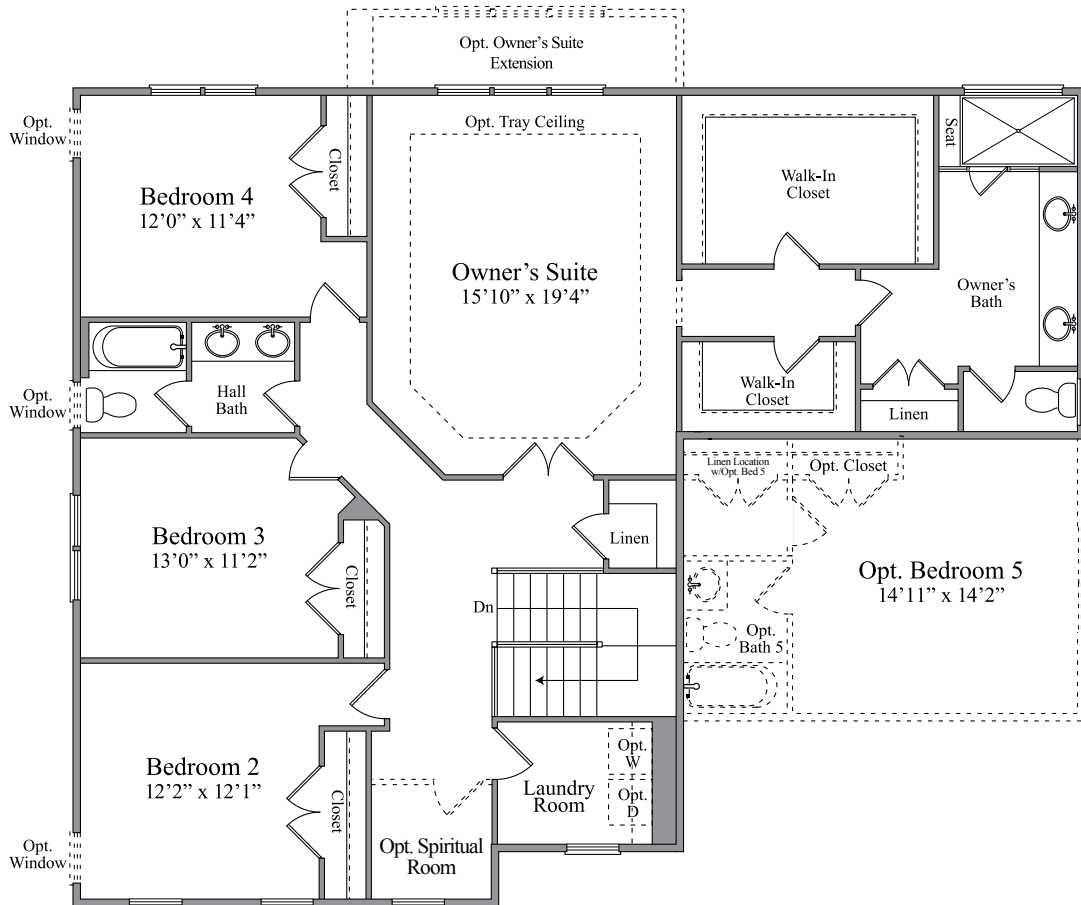 Opt. Owner’s Suite
Extension
Opt.
Window
Opt. Tray Ceiling
Seat
Closet
Walk-In
Closet
Bedroom 4
12’0” x 11’4”
Owner’s Suite
15’10” x 19’4”
Owner’s
Bath
Opt.
Window
Hall
Bath
Walk-In
Closet
Linen
Linen Location
w/Opt. Bed 5
Opt. Closet
Bedroom 3
13’0” x 11’2”
Closet
Linen
Opt. Bedroom 5
14’11” x 14’2”
Dn
Opt.
Bath 5
Bedroom 2
12’2” x 12’1”
Closet
Opt.
W
Laundry
Room
Opt.
D
Opt.
Window
Opt. Spiritual
Room